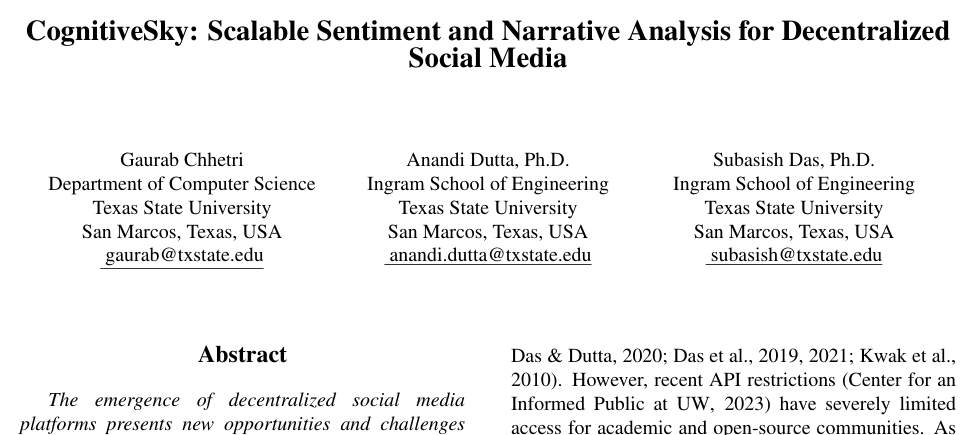 CognitiveSky: Scalable Sentiment and Narrative Analysis for Decentralized
Social Media
Gaurab Chhetri
Department of Computer Science
Texas State University
San Marcos, Texas, USA
gaurab@txstate.edu
Anandi Dutta, Ph.D.
Ingram School of Engineering
Texas State University
San Marcos, Texas, USA
anandi.dutta@txstate.edu
Subasish Das, Ph.D.
Ingram School of Engineering
Texas State University
San Marcos, Texas, USA
subasish@txstate.edu
Abstract
The emergence of decentralized social media
platforms presents new opportunities and challenges
Das & Dutta, 2020; Das et al., 2019, 2021; Kwak et al.,
2010). However, recent API restrictions (Center for an
Informed Public at UW, 2023) have severely limited
access for academic and open-source communities. As